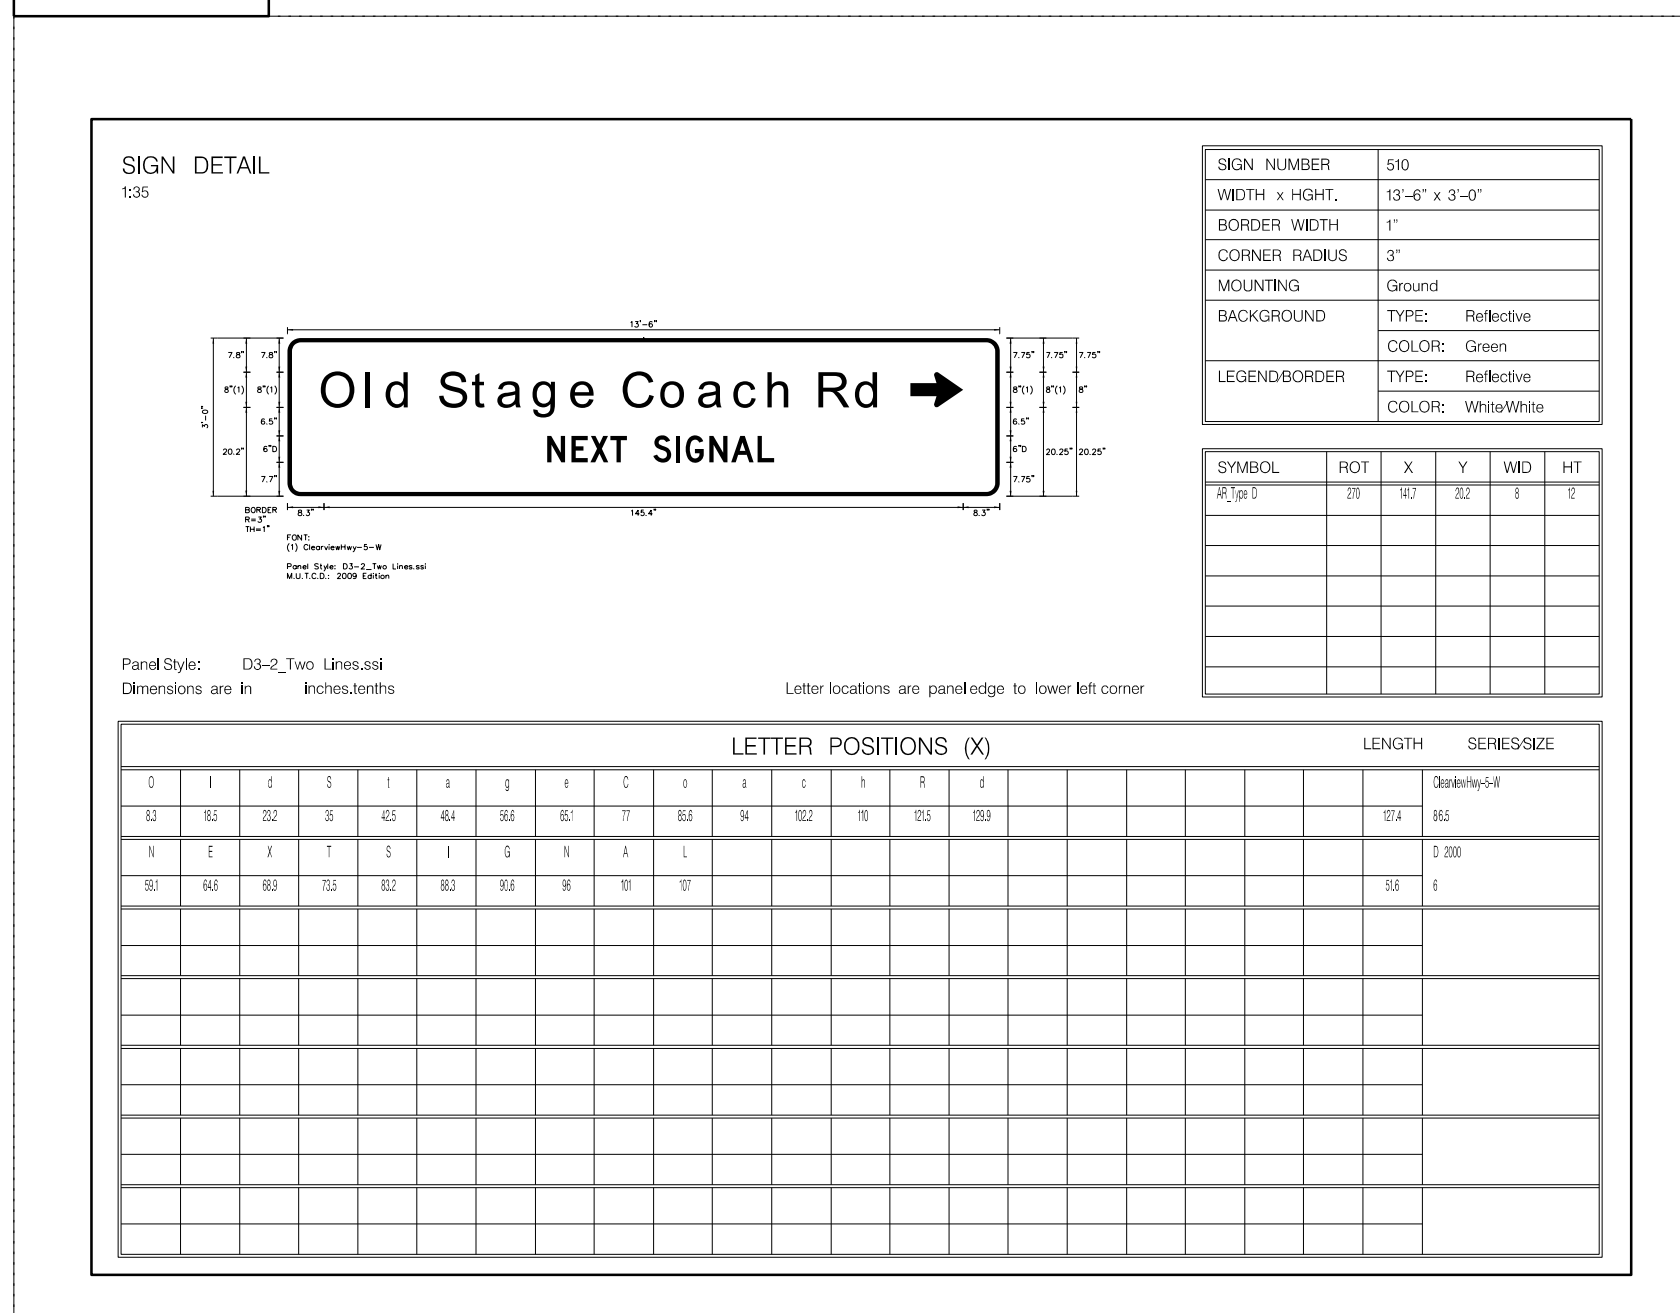 SIGN DETAIL
1:35
SIGN NUMBER 510
WIDTH x HGHT. 13'-6" x 3'-0"
BORDER WIDTH 1"
CORNER RADIUS 3"
MOUNTING Ground
BACKGROUND TYPE: Reflective
COLOR: Green
LEGEND/BORDER TYPE: Reflective
COLOR: White/White
13'-6"
7.8" 7.8" 7.75" 7.75" 7.75"
8"(1) 8"(1) Old Stage Coach Rd 8"(1) 8"(1) 8"
3'-0" 6.5" 6.5"
20.2" 6"D NEXT SIGNAL 6"D 20.25" 20.25"
7.7" 7.75"
BORDER
R=3"
TH=1"
8.3" 145.4" 8.3"
FONT:
(1) ClearviewHwy-5-W
Panel Style: D3-2_Two Lines.ssi
M.U.T.C.D.: 2009 Edition
SYMBOL ROT X Y WID HT
AR_Type D 270 141.7 20.2 8 12
Panel Style: D3-2_Two Lines.ssi
Dimensions are in inches.tenths
Letter locations are panel edge to lower left corner
LETTER POSITIONS (X) LENGTH SERIES/SIZE
O l d S t a g e C o a c h R d ClearviewHwy-5-W
8.3 18.5 23.2 35 42.5 48.4 56.6 65.1 77 85.6 94 102.2 110 121.5 129.9 127.4 86.5
N E X T S I G N A L D 2000
59.1 64.6 68.9 73.5 83.2 88.3 90.6 96 101 107 51.6 6